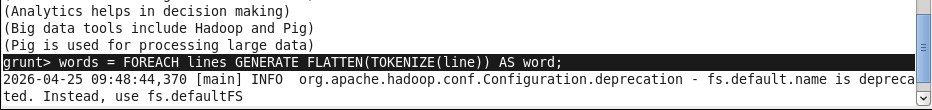 (Analytics helps in decision making)
(Big data tools include Hadoop and Pig)
(Pig is used for processing large data)
grunt> words = FOREACH lines GENERATE FLATTEN(TOKENIZE(line)) AS word;
2026-04-25 09:48:44,370 [main] INFO  org.apache.hadoop.conf.Configuration.deprecation - fs.default.name is depreca
ted. Instead, use fs.defaultFS